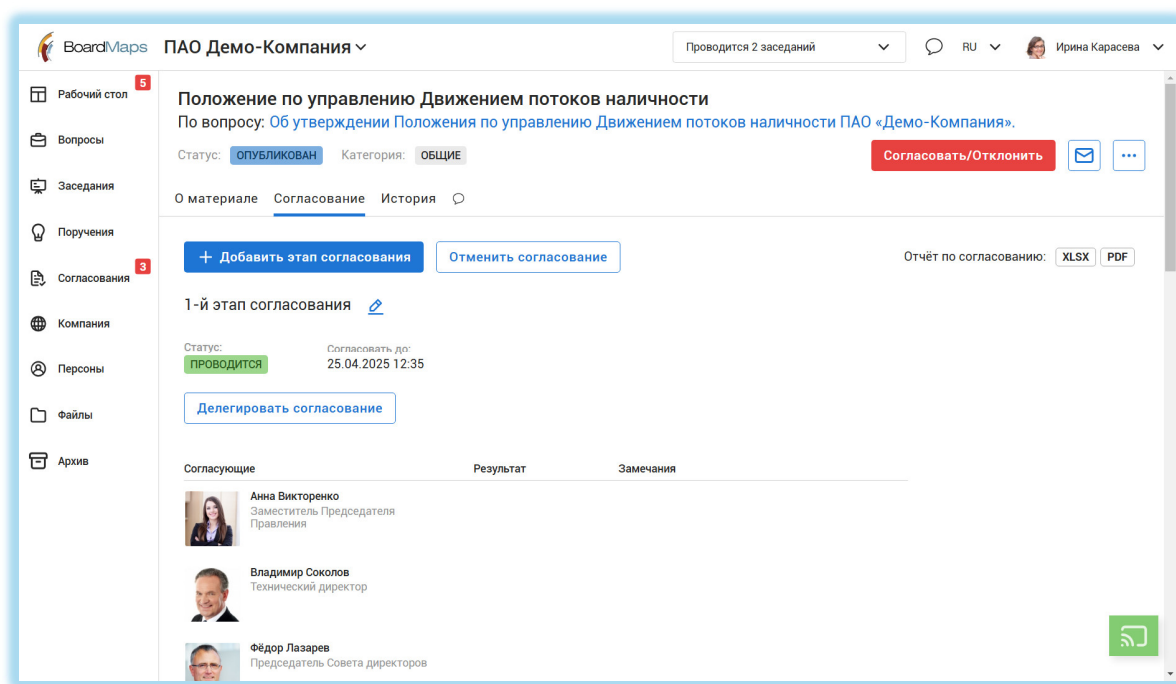 BoardMaps ПАО Демо-Компания Проводится 2 заседаний RU Ирина Карасева
Рабочий стол 5
Вопросы
Заседания
Поручения
Согласования 3
Компания
Персоны
Файлы
Архив
Положение по управлению Движением потоков наличности
По вопросу: Об утверждении Положения по управлению Движением потоков наличности ПАО «Демо-Компания».
Статус: ОПУБЛИКОВАН Категория: ОБЩИЕ Согласовать/Отклонить
О материале Согласование История
+ Добавить этап согласования Отменить согласование Отчёт по согласованию: XLSX PDF
1-й этап согласования
Статус: Согласовать до:
ПРОВОДИТСЯ 25.04.2025 12:35
Делегировать согласование
Согласующие Результат Замечания
Анна Викторенко
Заместитель Председателя
Правления
Владимир Соколов
Технический директор
Фёдор Лазарев
Председатель Совета директоров